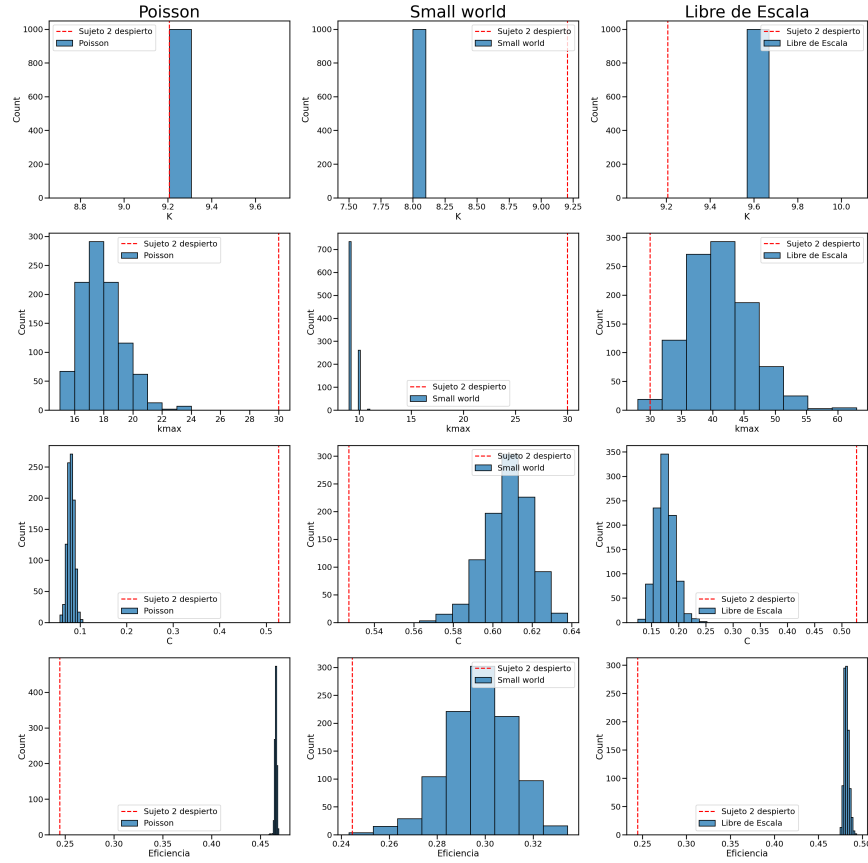 Poisson
Small world
Libre de Escala
Count
1000
800
600
400
200
0
Sujeto 2 despierto
Poisson
8.8 9.0 9.2 9.4 9.6
K
Count
1000
800
600
400
200
0
Sujeto 2 despierto
Small world
7.50 7.75 8.00 8.25 8.50 8.75 9.00 9.25
K
Count
1000
800
600
400
200
0
Sujeto 2 despierto
Libre de Escala
9.2 9.4 9.6 9.8 10.0
K
Count
300
250
200
150
100
50
0
Sujeto 2 despierto
Poisson
16 18 20 22 24 26 28 30
kmax
Count
700
600
500
400
300
200
100
0
Sujeto 2 despierto
Small world
10 15 20 25 30
kmax
Count
300
250
200
150
100
50
0
Sujeto 2 despierto
Libre de Escala
30 35 40 45 50 55 60
kmax
Count
250
200
150
100
50
0
Sujeto 2 despierto
Poisson
0.1 0.2 0.3 0.4 0.5
C
Count
300
250
200
150
100
50
0
Sujeto 2 despierto
Small world
0.54 0.56 0.58 0.60 0.62 0.64
C
Count
350
300
250
200
150
100
50
0
Sujeto 2 despierto
Libre de Escala
0.15 0.20 0.25 0.30 0.35 0.40 0.45 0.50
C
Count
400
300
200
100
0
Sujeto 2 despierto
Poisson
0.25 0.30 0.35 0.40 0.45
Eficiencia
Count
300
250
200
150
100
50
0
Sujeto 2 despierto
Small world
0.24 0.26 0.28 0.30 0.32
Eficiencia
Count
300
250
200
150
100
50
0
Sujeto 2 despierto
Libre de Escala
0.25 0.30 0.35 0.40 0.45
Eficiencia